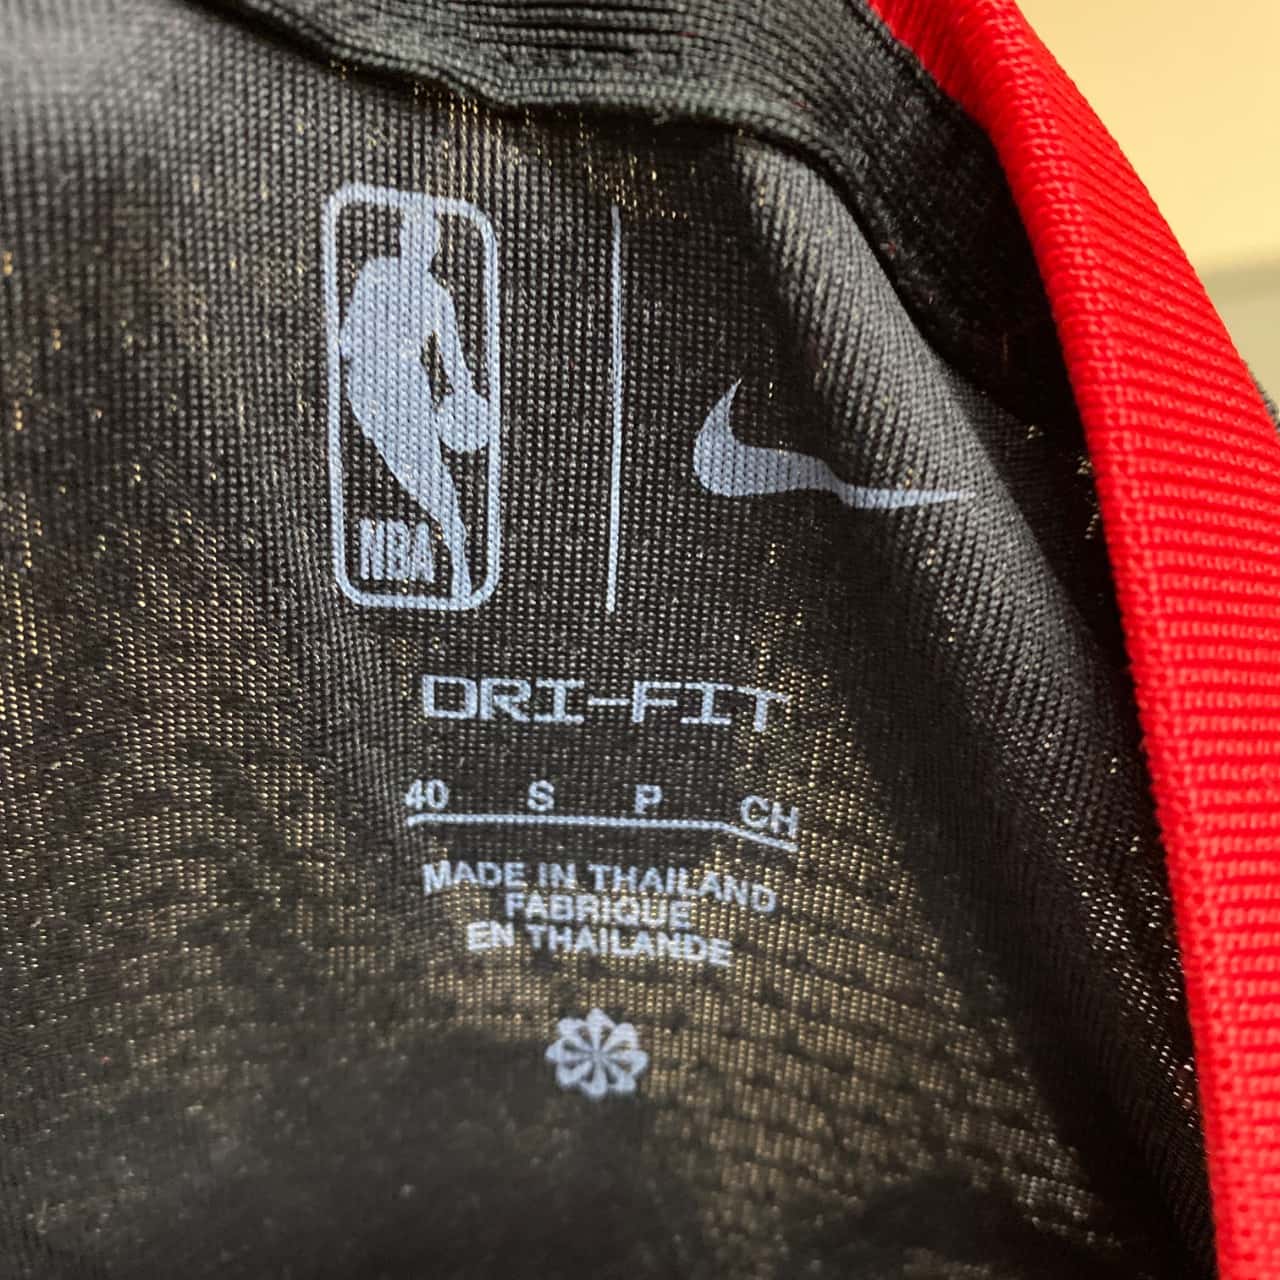 NBA
DRI-FIT
40 S P CH
MADE IN THAILAND
FABRIQUE
EN THAILANDE